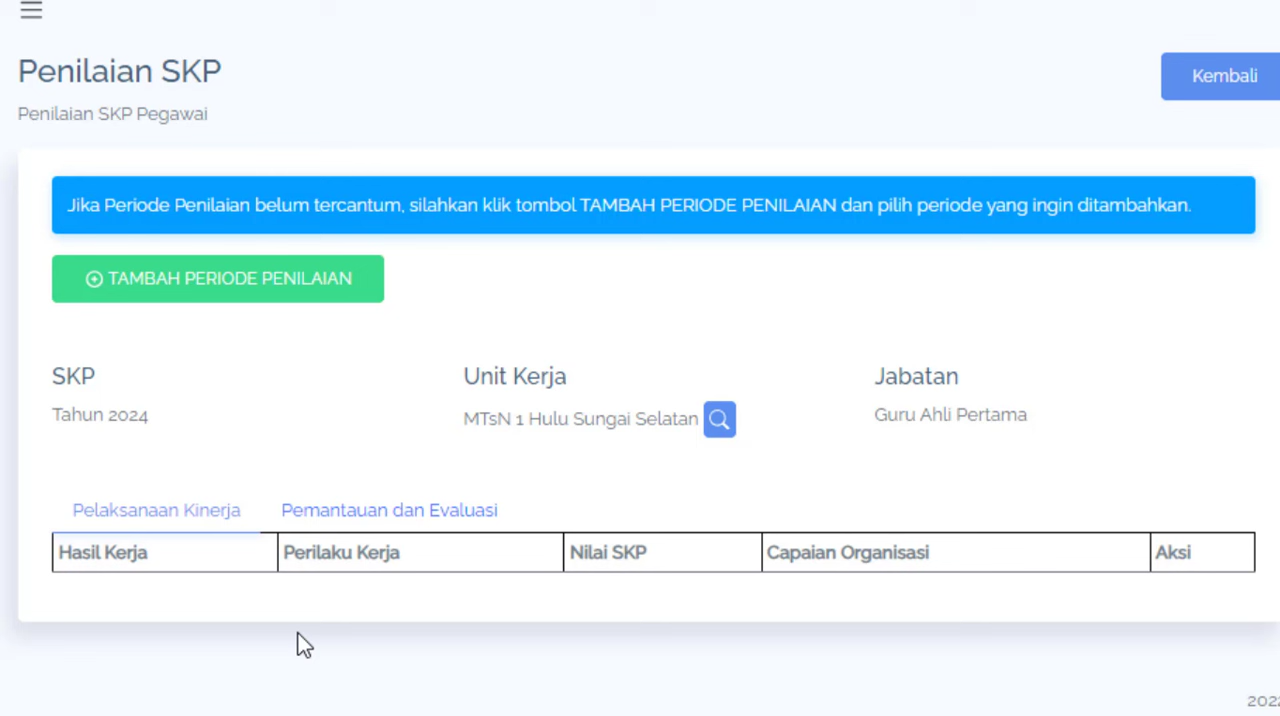 Penilaian SKP
Kembali
Penilaian SKP Pegawai
Jika Periode Penilaian belum tercantum, silahkan klik tombol TAMBAH PERIODE PENILAIAN dan pilih periode yang ingin ditambahkan.
TAMBAH PERIODE PENILAIAN
SKP Unit Kerja Jabatan
Tahun 2024 MTsN 1 Hulu Sungai Selatan Guru Ahli Pertama
Pelaksanaan Kinerja Pemantauan dan Evaluasi
Hasil Kerja Perilaku Kerja Nilai SKP Capaian Organisasi Aksi